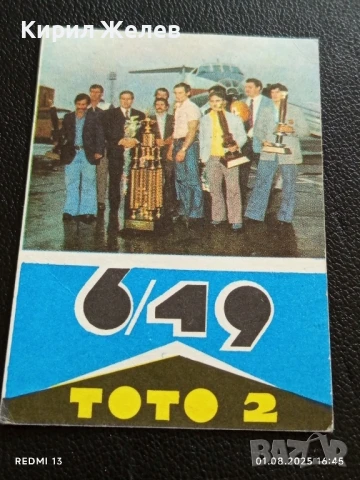 Кирил Желев
6/49
ТОТО 2
REDMI 13
01.08.2025 16:45
BAZAR